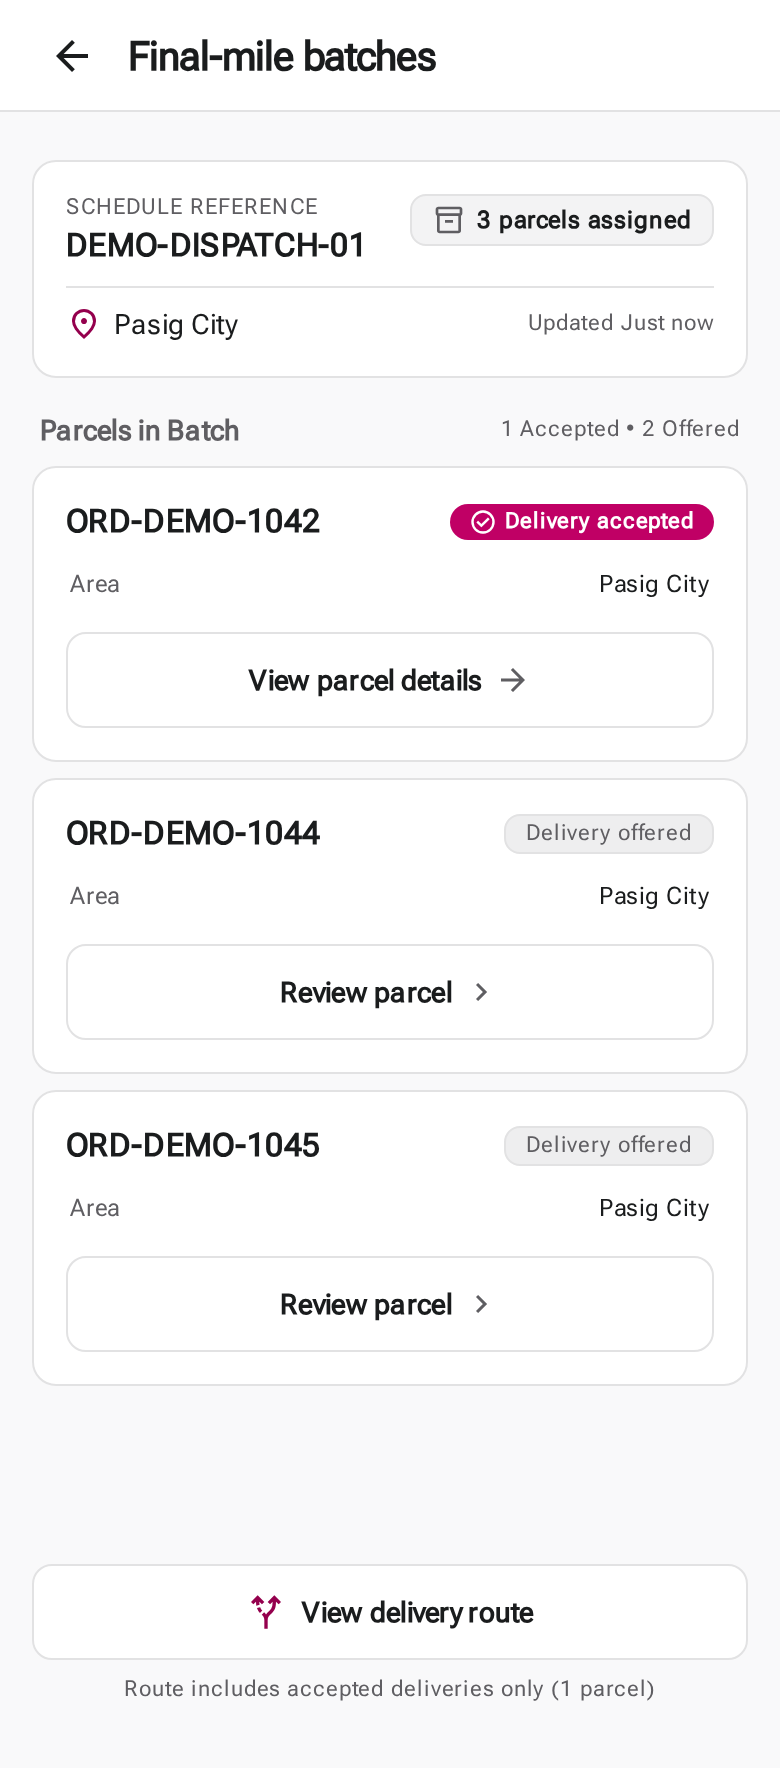 Final-mile batches
SCHEDULE REFERENCE
DEMO-DISPATCH-01
3 parcels assigned
Pasig City
Updated Just now
Parcels in Batch
1 Accepted • 2 Offered
ORD-DEMO-1042
Delivery accepted
Area
Pasig City
View parcel details
ORD-DEMO-1044
Delivery offered
Area
Pasig City
Review parcel
ORD-DEMO-1045
Delivery offered
Area
Pasig City
Review parcel
View delivery route
Route includes accepted deliveries only (1 parcel)